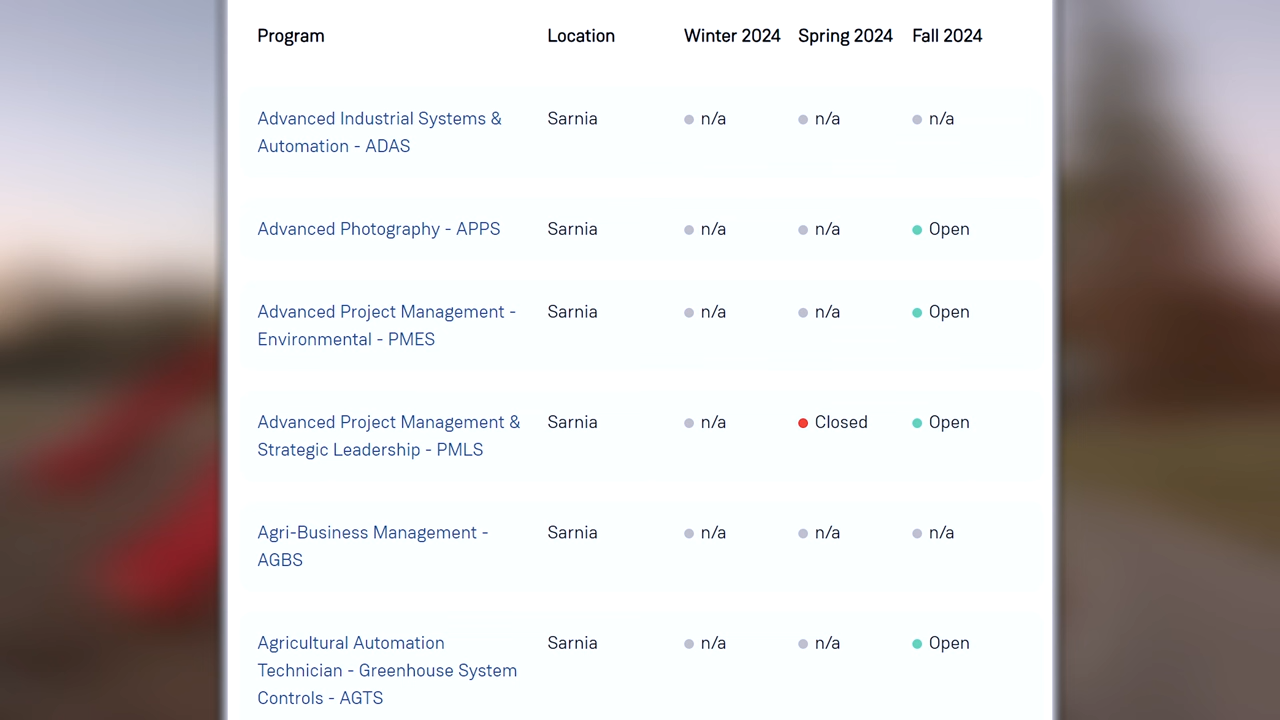 Program Location Winter 2024 Spring 2024 Fall 2024
Advanced Industrial Systems & Sarnia n/a n/a n/a
Automation - ADAS
Advanced Photography - APPS Sarnia n/a n/a Open
Advanced Project Management - Sarnia n/a n/a Open
Environmental - PMES
Advanced Project Management & Sarnia n/a Closed Open
Strategic Leadership - PMLS
Agri-Business Management - Sarnia n/a n/a n/a
AGBS
Agricultural Automation Sarnia n/a n/a Open
Technician - Greenhouse System
Controls - AGTS